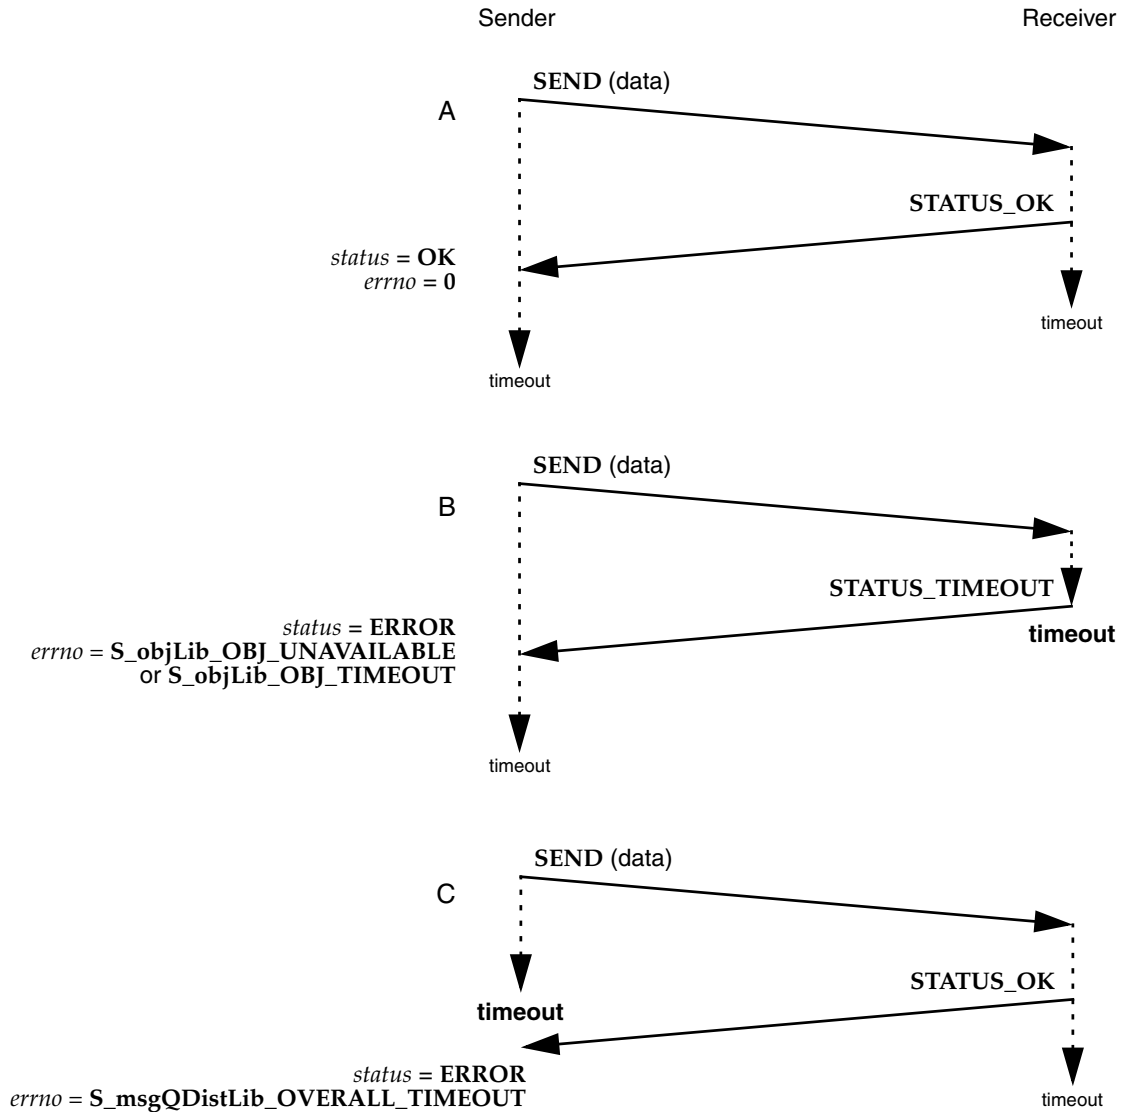 Sender Receiver
SEND (data)
A
STATUS_OK
status = OK
errno = 0
timeout
timeout
SEND (data)
B
STATUS_TIMEOUT
status = ERROR
timeout
errno = S_objLib_OBJ_UNAVAILABLE
or S_objLib_OBJ_TIMEOUT
timeout
SEND (data)
C
STATUS_OK
timeout
status = ERROR
errno = S_msgQDistLib_OVERALL_TIMEOUT
timeout